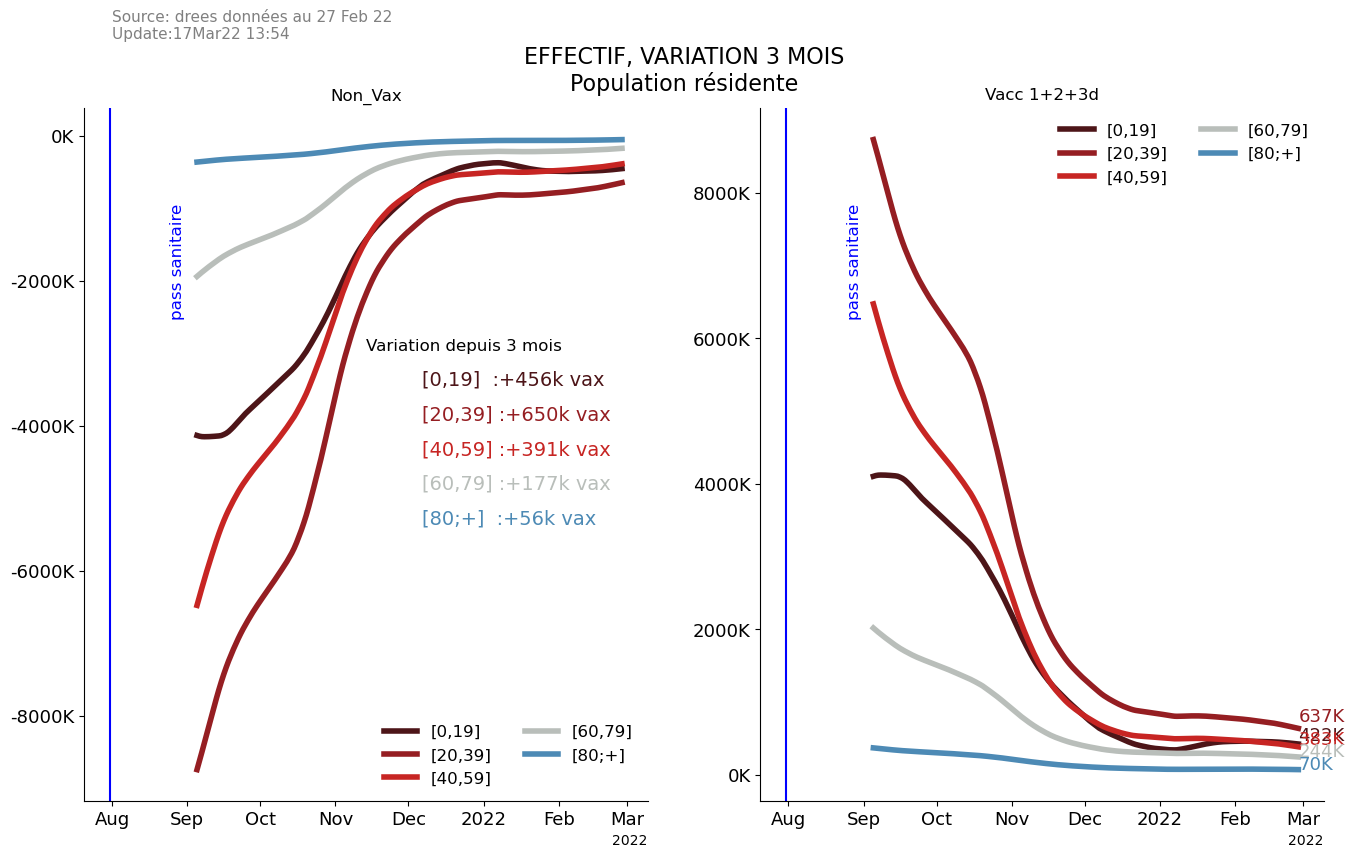 Source: drees données au 27 Feb 22
Update:17Mar22 13:54
EFFECTIF, VARIATION 3 MOIS
Population résidente
Non_Vax
0K
-2000K
-4000K
-6000K
-8000K
pass sanitaire
Variation depuis 3 mois
[0,19] :+456k vax
[20,39] :+650k vax
[40,59] :+391k vax
[60,79] :+177k vax
[80;+] :+56k vax
[0,19]
[20,39]
[40,59]
[60,79]
[80;+]
Aug Sep Oct Nov Dec 2022 Feb Mar
2022
Vacc 1+2+3d
[0,19]
[20,39]
[40,59]
[60,79]
[80;+]
8000K
6000K
4000K
2000K
0K
pass sanitaire
637K
422K
244K
70K
Aug Sep Oct Nov Dec 2022 Feb Mar
2022